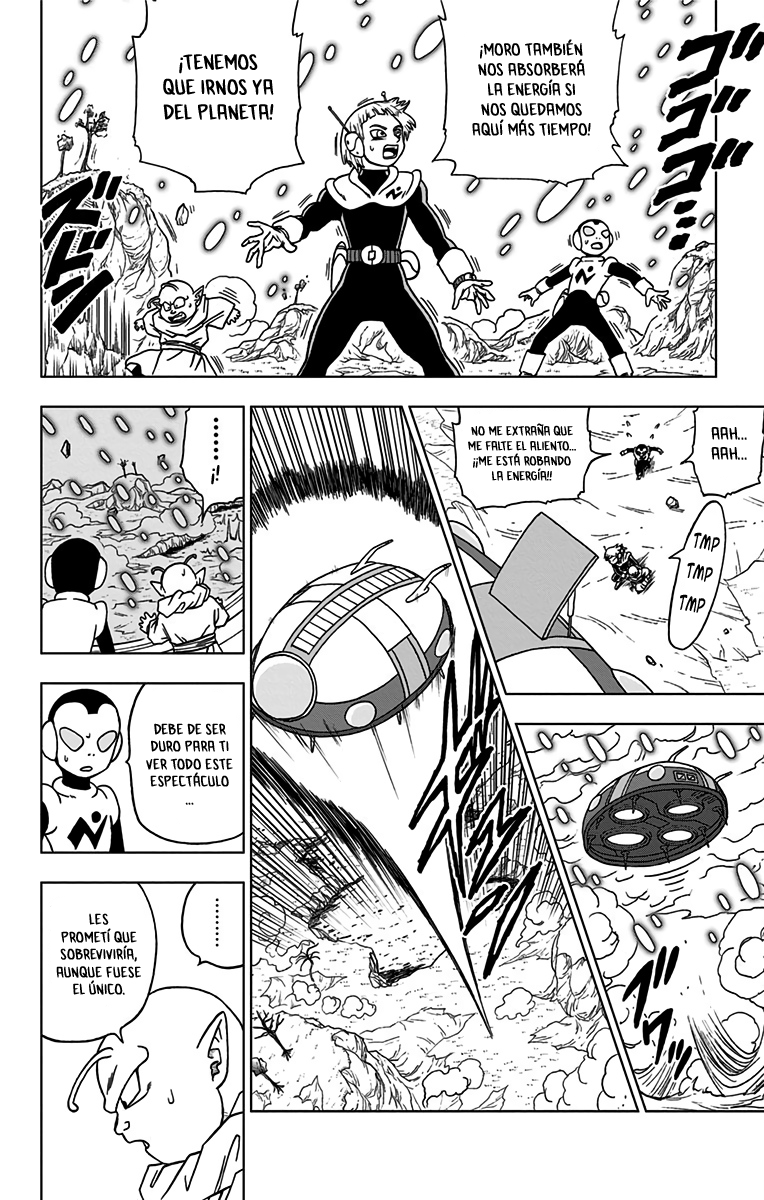 ¡MORO TAMBIÉN
NOS ABSORBERÁ
LA ENERGÍA SI
NOS QUEDAMOS
AQUÍ MÁS TIEMPO!
¡TENEMOS
QUE IRNOS YA
DEL PLANETA!
ゴゴゴ…
ズズン
AAH...
AAH...
NO ME EXTRAÑA QUE
ME FALTE EL ALIENTO...
¡¡ME ESTÁ ROBANDO
LA ENERGÍA!!
TMP
TMP
TMP
DEBE DE SER
DURO PARA TI
VER TODO ESTE
ESPECTÁCULO
...
LES
PROMETÍ QUE
SOBREVIVIRÍA,
AUNQUE FUESE
EL ÚNICO.